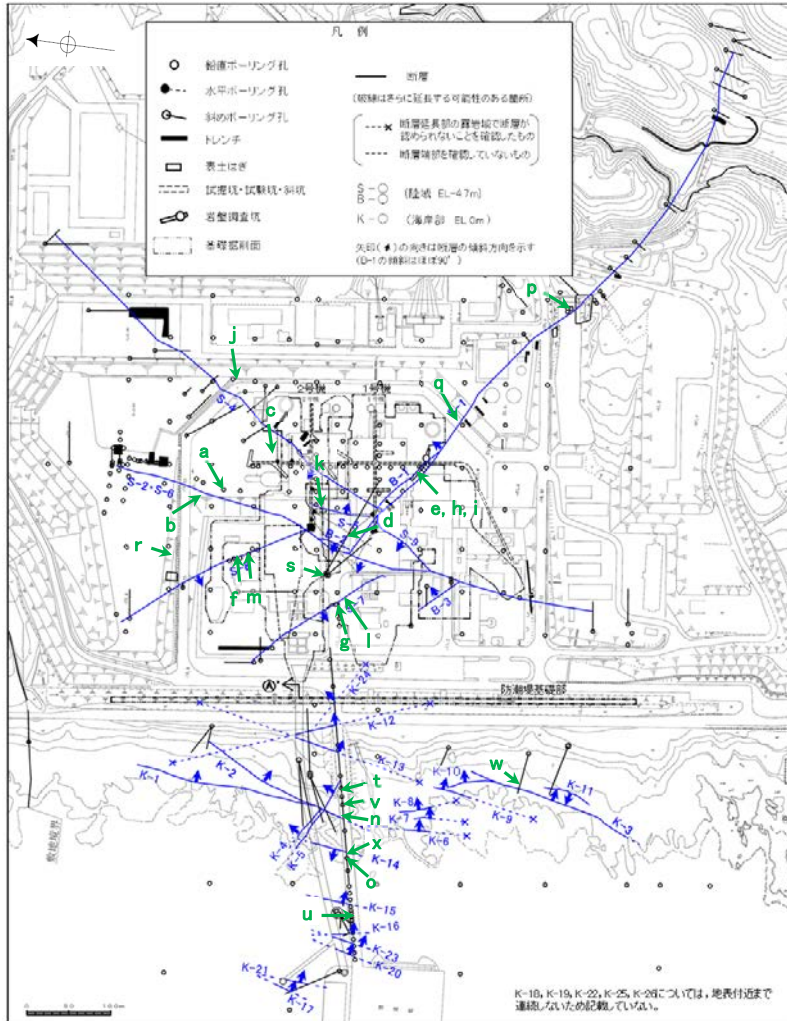 凡 例
鉛直ボーリング孔
水平ボーリング孔
斜めボーリング孔
トレンチ
表土はぎ
試掘坑・試験坑・斜坑
岩盤調査坑
基礎掘削面
断層
(破線はさらに延長する可能性のある箇所)
断層延長部の露岩域で断層が
認められないことを確認したもの
断層端部を確認していないもの
S-○
B-○
(陸域 EL-4.7m)
K-○ (海岸部 EL 0m)
矢印( )の向きは断層の傾斜方向を示す
(B-1の傾斜はほぼ90°)
p
j
2号機
1号機
S-4
c
q
S-1
a
k
B-1
S-2・S-6
b
e, h, i
d
B-2
S-9
r
s
S-8
f
m
B-3
S-7
g
l
K-24
A
防潮堤基礎部
K-12
K-13
K-1
K-2
w
K-10
K-11
t
v
K-8
K-9
n
K-7
K-3
K-6
K-4
K-5
x
K-14
o
敷地境界
K-15
u
K-16
K-23
K-20
K-21
K-17
0 50 100m
K-18, K-19, K-22, K-25, K-26については，地表付近まで
連続しないため記載していない。